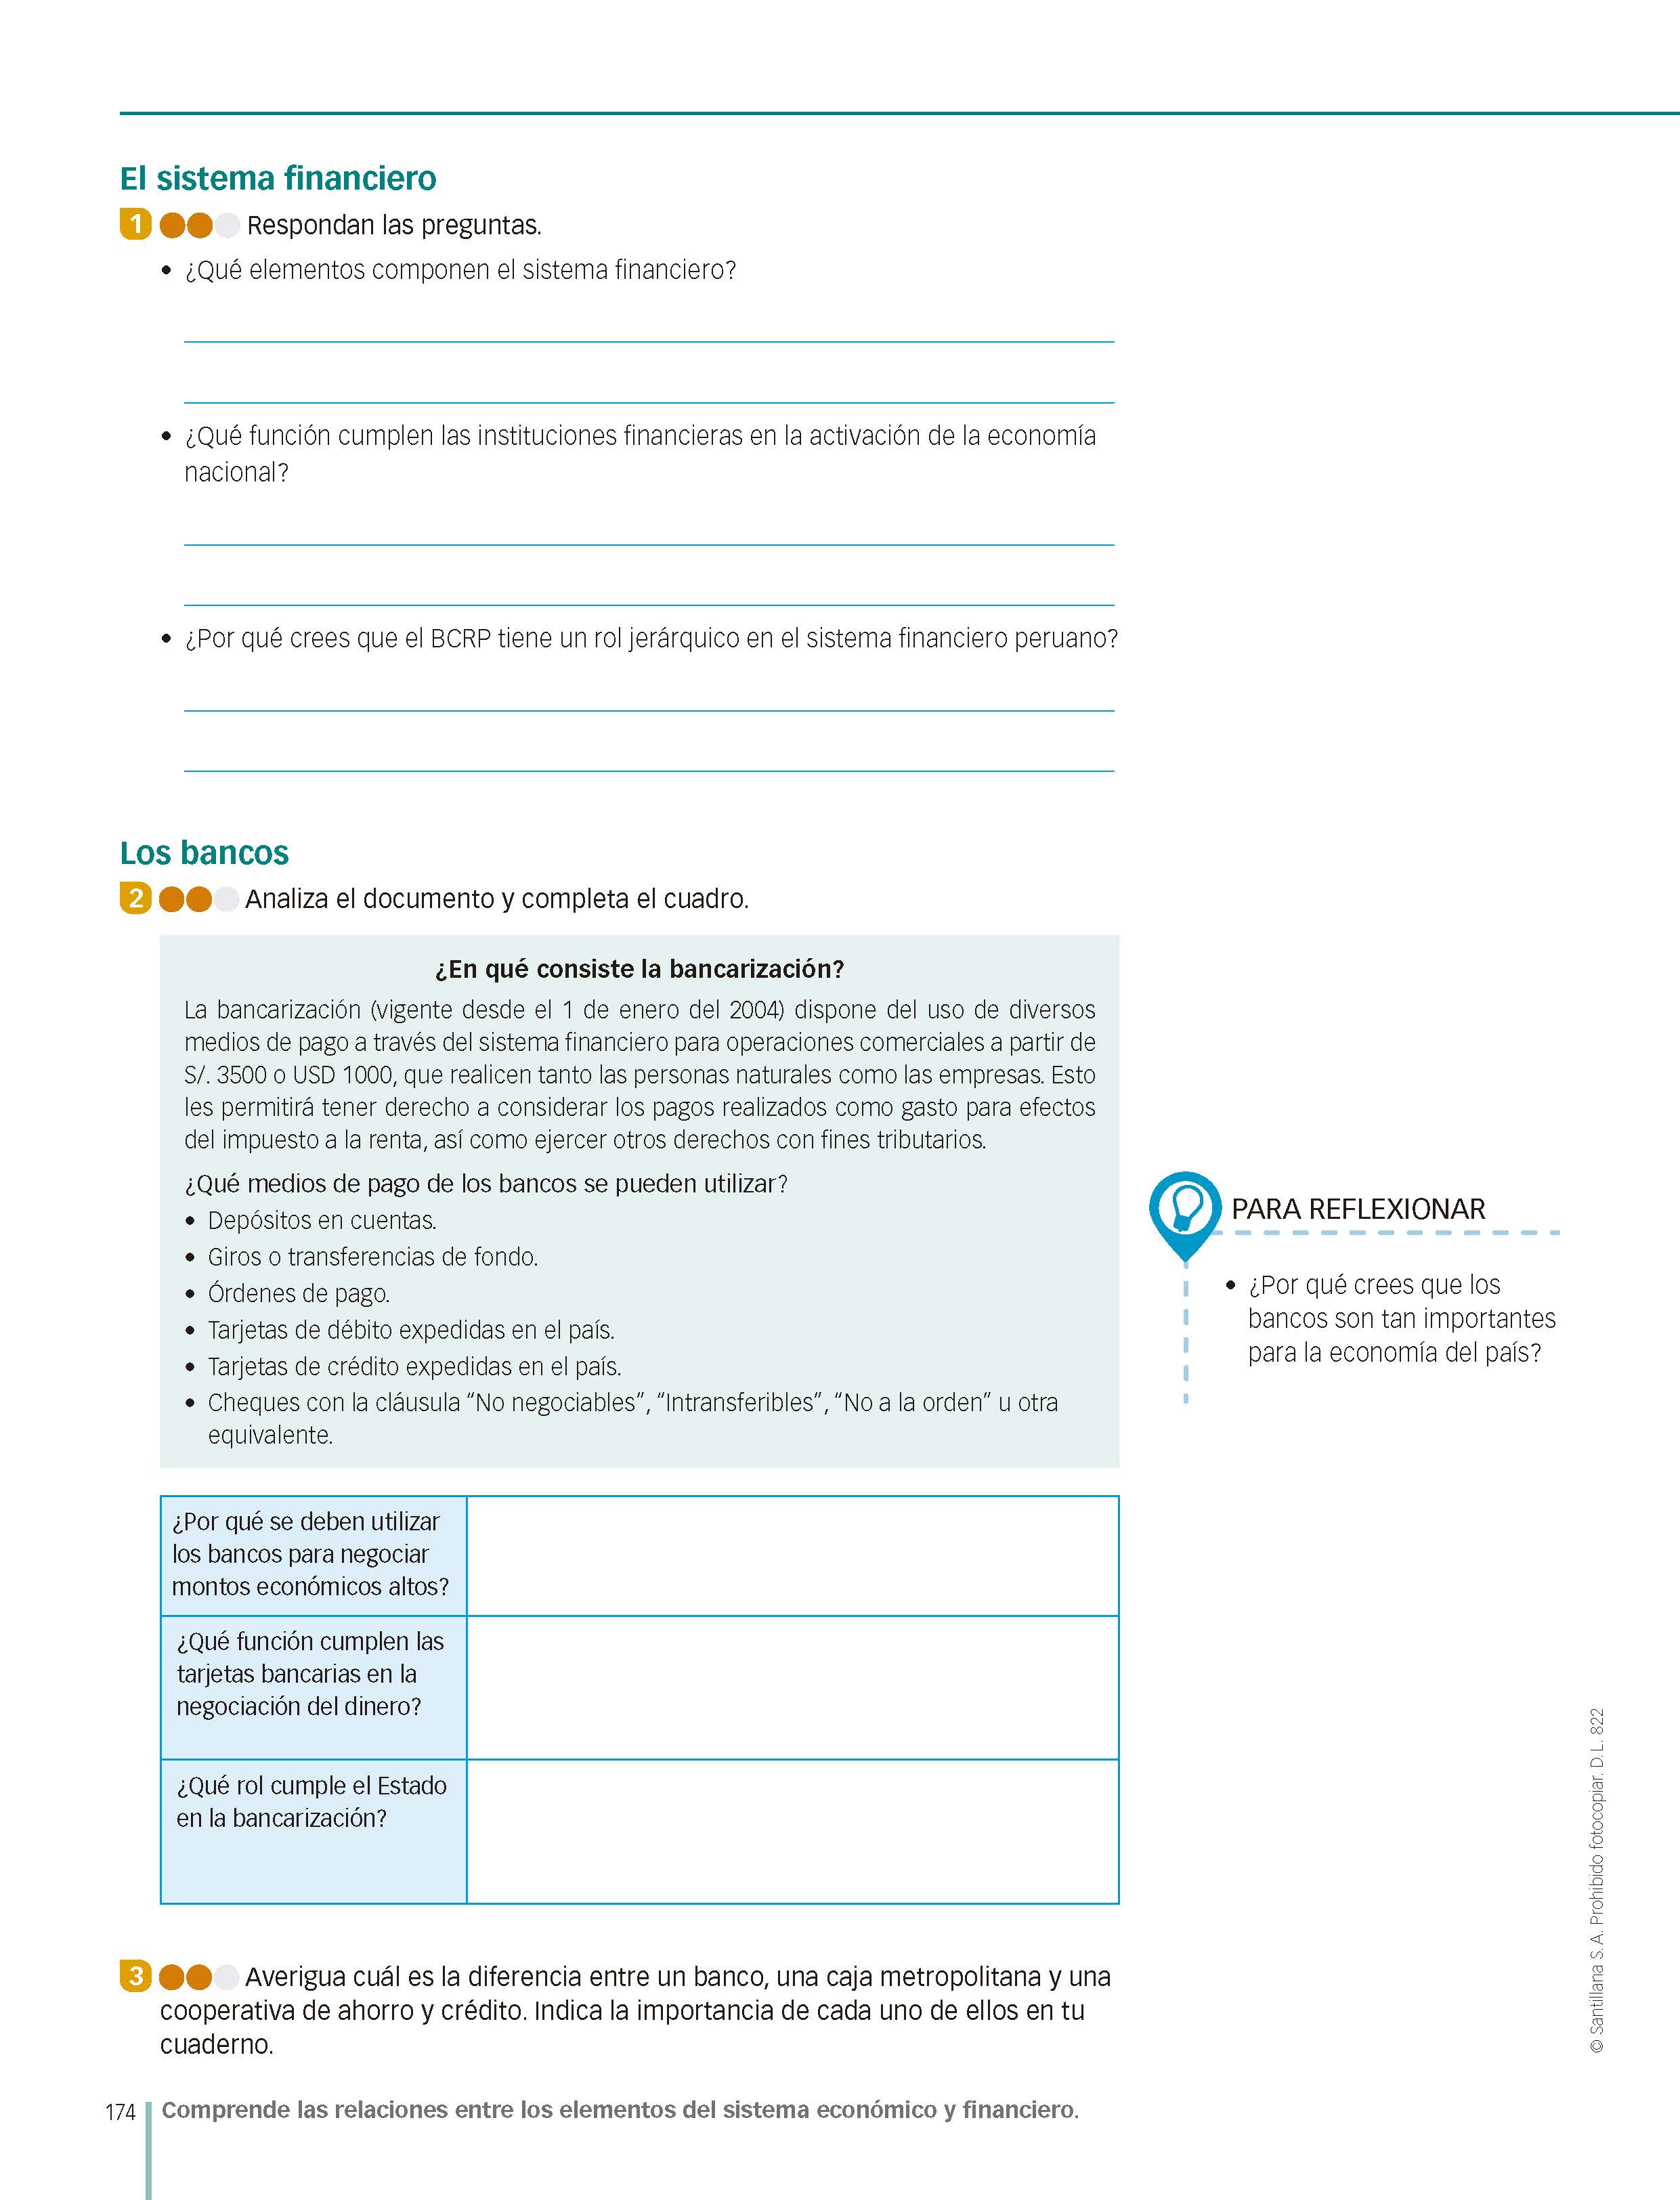 El sistema financiero
1 Respondan las preguntas.
• ¿Qué elementos componen el sistema financiero?
• ¿Qué función cumplen las instituciones financieras en la activación de la economía
nacional?
• ¿Por qué crees que el BCRP tiene un rol jerárquico en el sistema financiero peruano?
Los bancos
2 Analiza el documento y completa el cuadro.
¿En qué consiste la bancarización?
La bancarización (vigente desde el 1 de enero del 2004) dispone del uso de diversos
medios de pago a través del sistema financiero para operaciones comerciales a partir de
S/. 3500 o USD 1000, que realicen tanto las personas naturales como las empresas. Esto
les permitirá tener derecho a considerar los pagos realizados como gasto para efectos
del impuesto a la renta, así como ejercer otros derechos con fines tributarios.
¿Qué medios de pago de los bancos se pueden utilizar?
• Depósitos en cuentas.
• Giros o transferencias de fondo.
• Órdenes de pago.
• Tarjetas de débito expedidas en el país.
• Tarjetas de crédito expedidas en el país.
• Cheques con la cláusula “No negociables”, “Intransferibles”, “No a la orden” u otra
equivalente.
PARA REFLEXIONAR
• ¿Por qué crees que los
bancos son tan importantes
para la economía del país?
¿Por qué se deben utilizar
los bancos para negociar
montos económicos altos?
¿Qué función cumplen las
tarjetas bancarias en la
negociación del dinero?
¿Qué rol cumple el Estado
en la bancarización?
3 Averigua cuál es la diferencia entre un banco, una caja metropolitana y una
cooperativa de ahorro y crédito. Indica la importancia de cada uno de ellos en tu
cuaderno.
© Santillana S. A. Prohibido fotocopiar. D. L. 822
174 Comprende las relaciones entre los elementos del sistema económico y financiero.